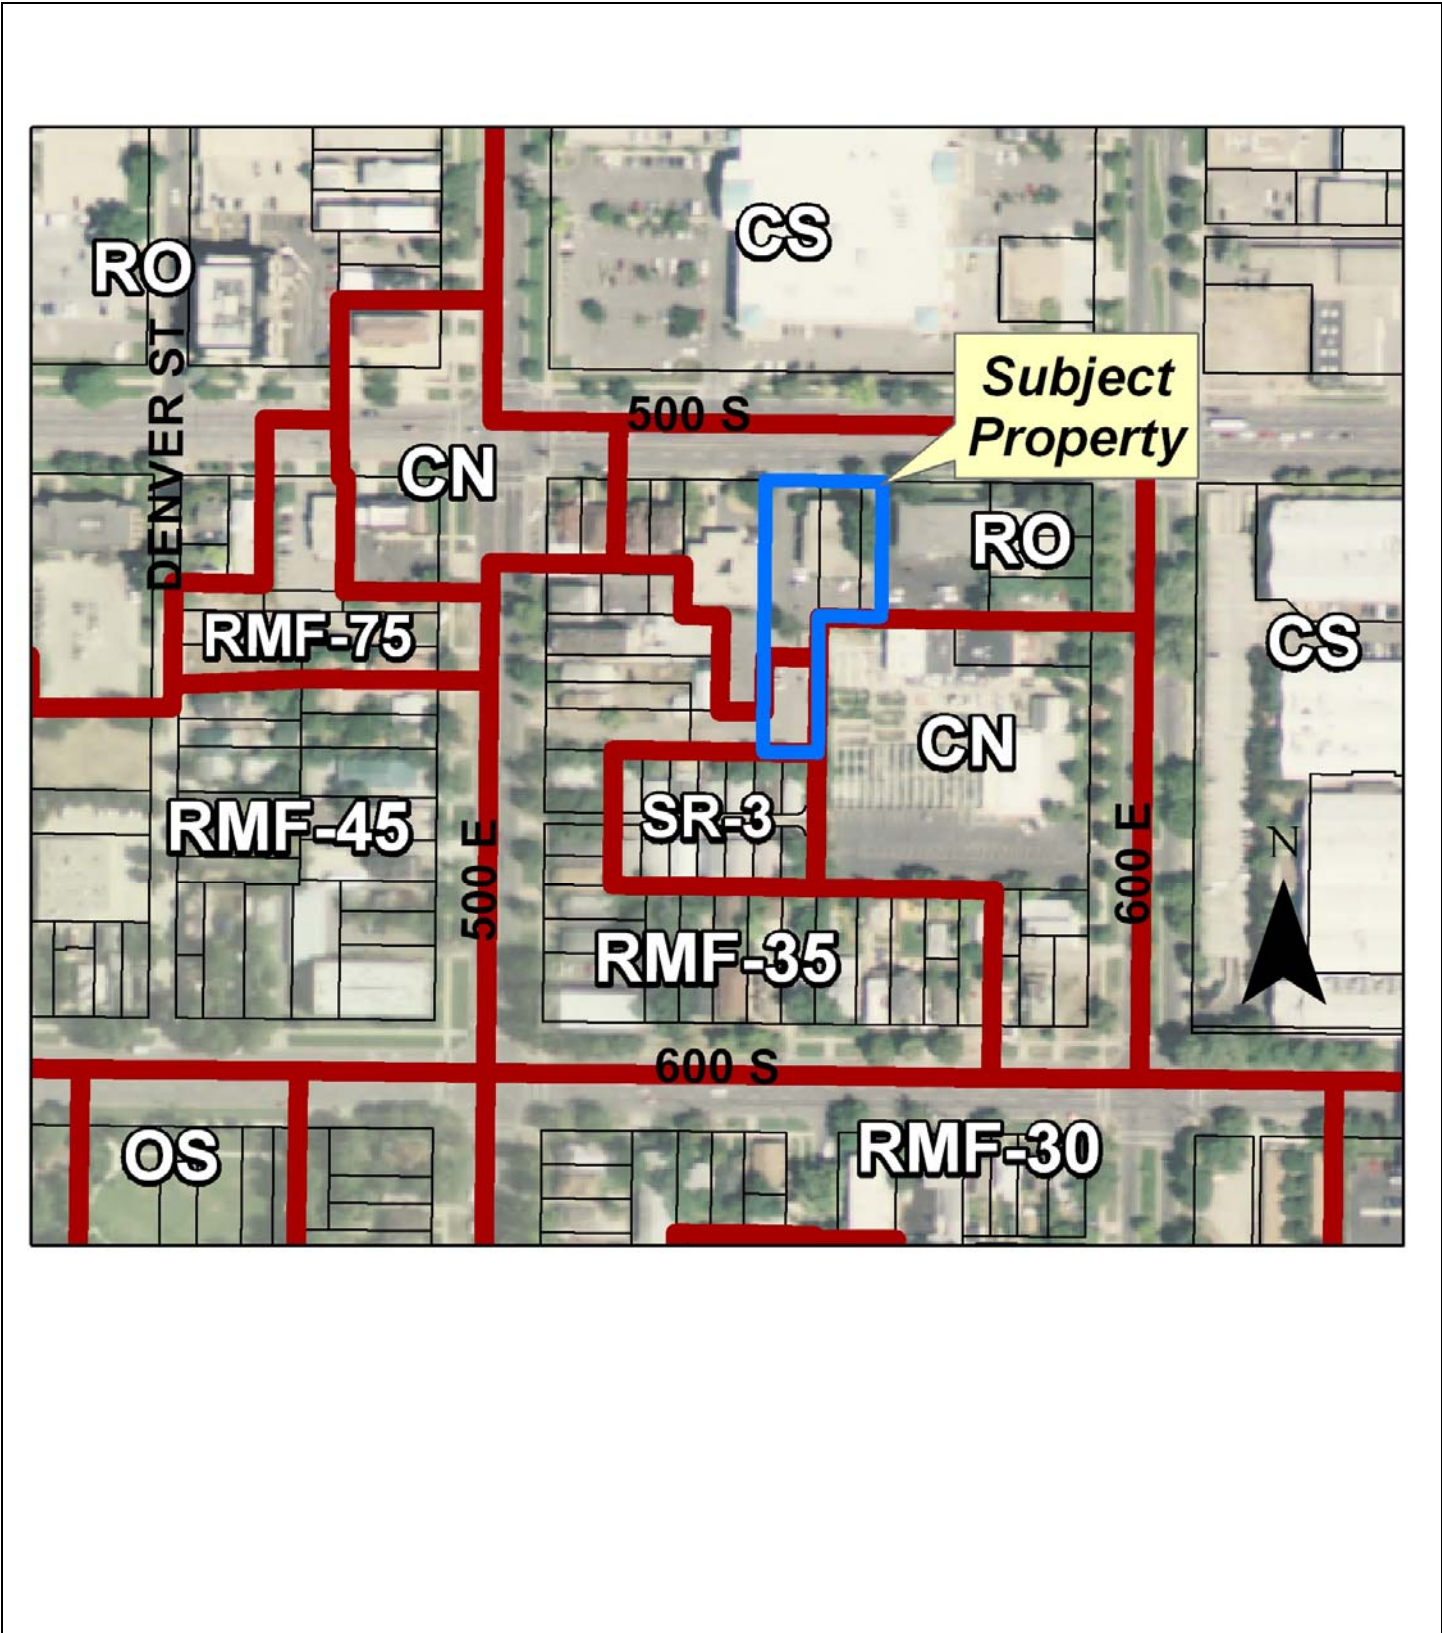 CS
RO
DENVER ST
Subject
Property
500 S
CN
RO
RMF-75
CS
CN
RMF-45
SR-3
500 E
600 E
N
RMF-35
600 S
OS
RMF-30